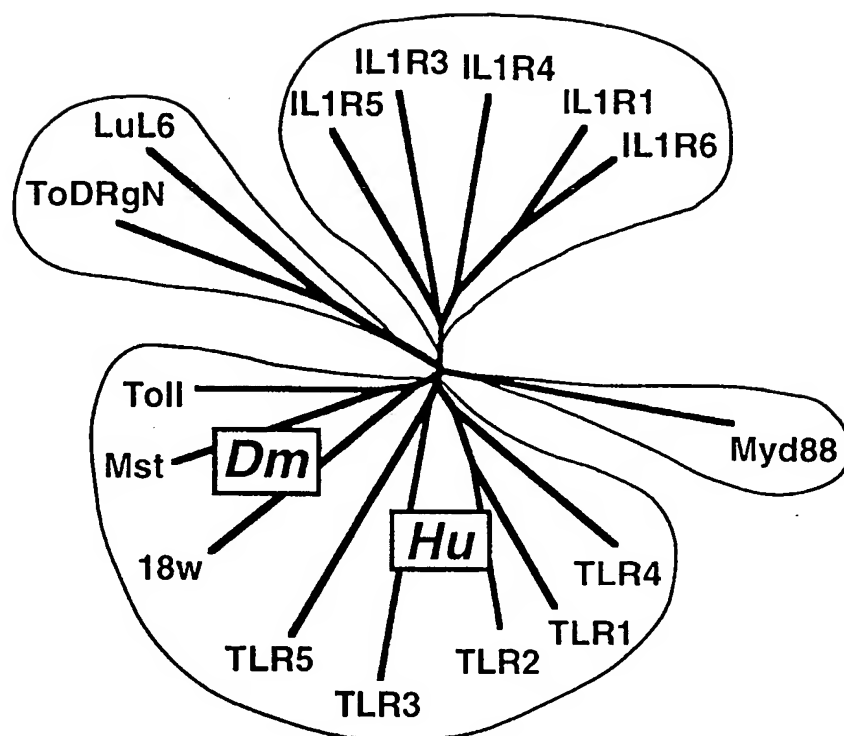 IL1R3
IL1R4
IL1R5
IL1R1
LuL6
IL1R6
ToDRgN
Toll
Myd88
Mst
Dm
18w
Hu
TLR4
TLR1
TLR5
TLR2
TLR3